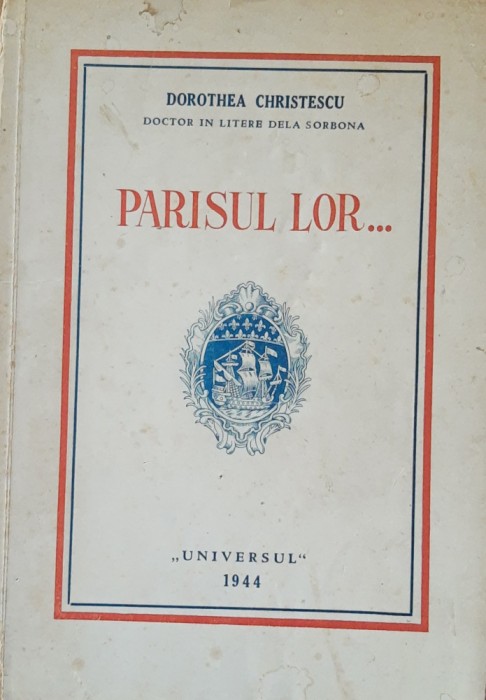 DOROTHEA CHRISTESCU
DOCTOR IN LITERE DELA SORBONA
PARISUL LOR...
„UNIVERSUL“
1944